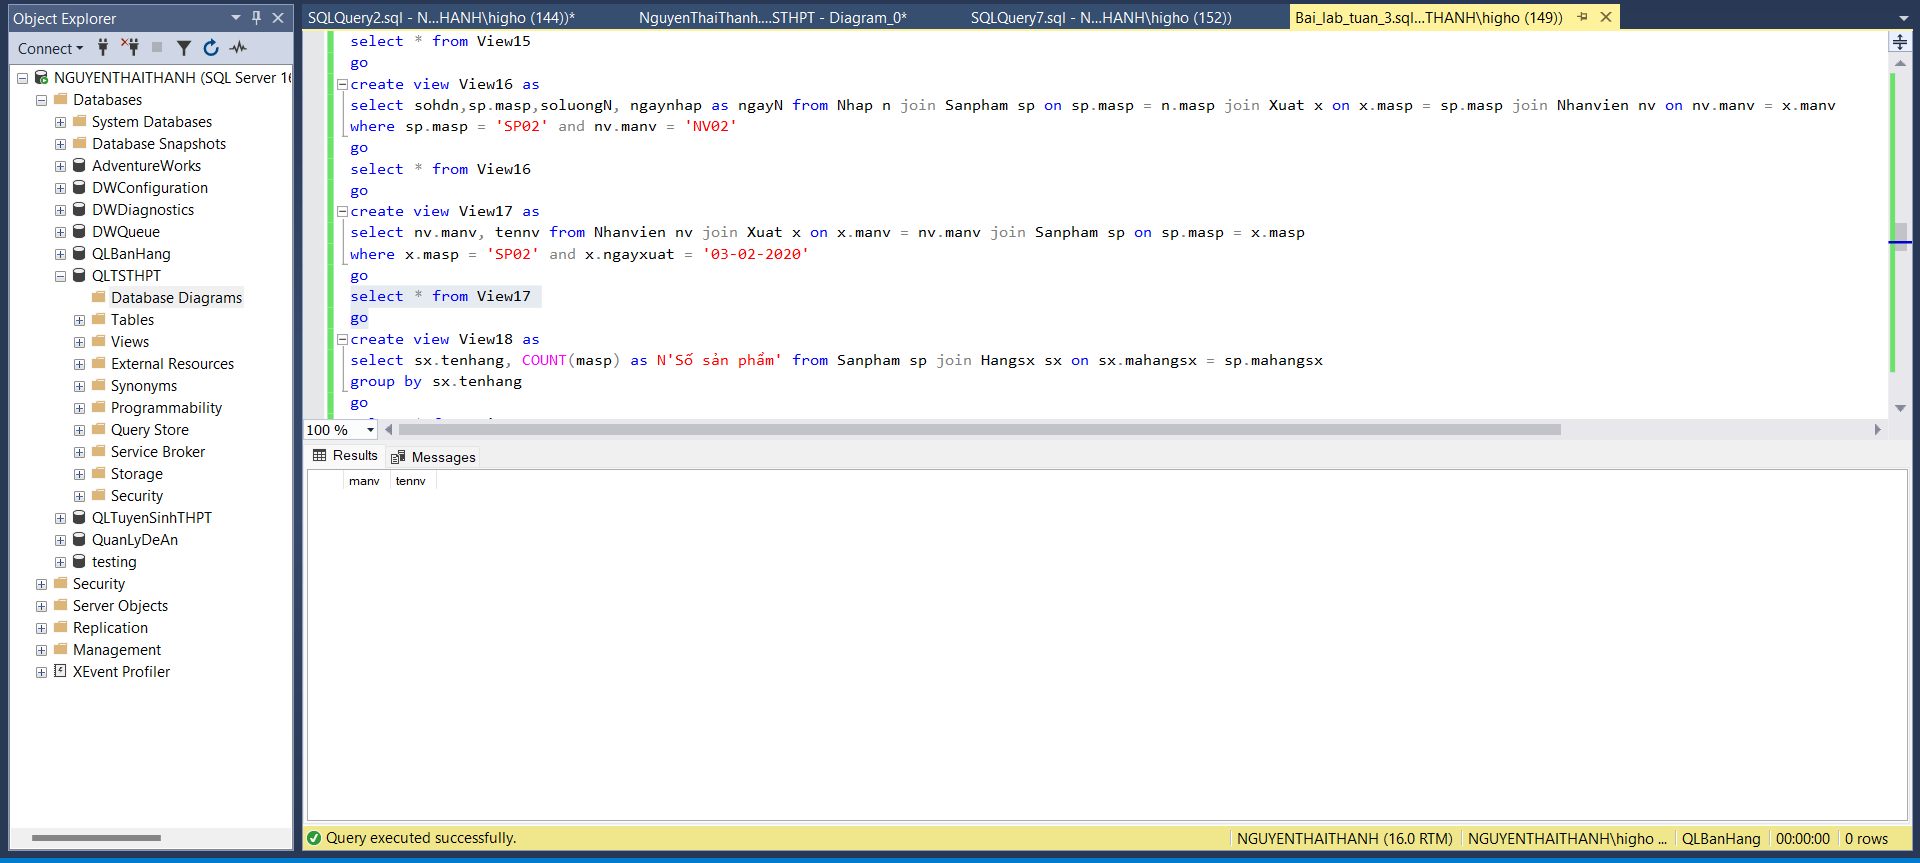 Object Explorer
Connect
NGUYENTHAITHANH (SQL Server 16
Databases
System Databases
Database Snapshots
AdventureWorks
DWConfiguration
DWDiagnostics
DWQueue
QLBanHang
QLTSTHPT
Database Diagrams
Tables
Views
External Resources
Synonyms
Programmability
Query Store
Service Broker
Storage
Security
QLTuyenSinhTHPT
QuanLyDeAn
testing
Security
Server Objects
Replication
Management
XEvent Profiler
SQLQuery2.sql - N...HANH\higho (144))*
NguyenThaiThanh....STHPT - Diagram_0*
SQLQuery7.sql - N...HANH\higho (152))
Bai_lab_tuan_3.sql...THANH\higho (149))
select * from View15
go
create view View16 as
select sohdn,sp.masp,soluongN, ngaynhap as ngayN from Nhap n join Sanpham sp on sp.masp = n.masp join Xuat x on x.masp = sp.masp join Nhanvien nv on nv.manv = x.manv
where sp.masp = 'SP02' and nv.manv = 'NV02'
go
select * from View16
go
create view View17 as
select nv.manv, tennv from Nhanvien nv join Xuat x on x.manv = nv.manv join Sanpham sp on sp.masp = x.masp
where x.masp = 'SP02' and x.ngayxuat = '03-02-2020'
go
select * from View17
go
create view View18 as
select sx.tenhang, COUNT(masp) as N'Số sản phẩm' from Sanpham sp join Hangsx sx on sx.mahangsx = sp.mahangsx
group by sx.tenhang
go
100 %
Results
Messages
manv tennv
Query executed successfully.
NGUYENTHAITHANH (16.0 RTM)
NGUYENTHAITHANH\higho ...
QLBanHang
00:00:00
0 rows